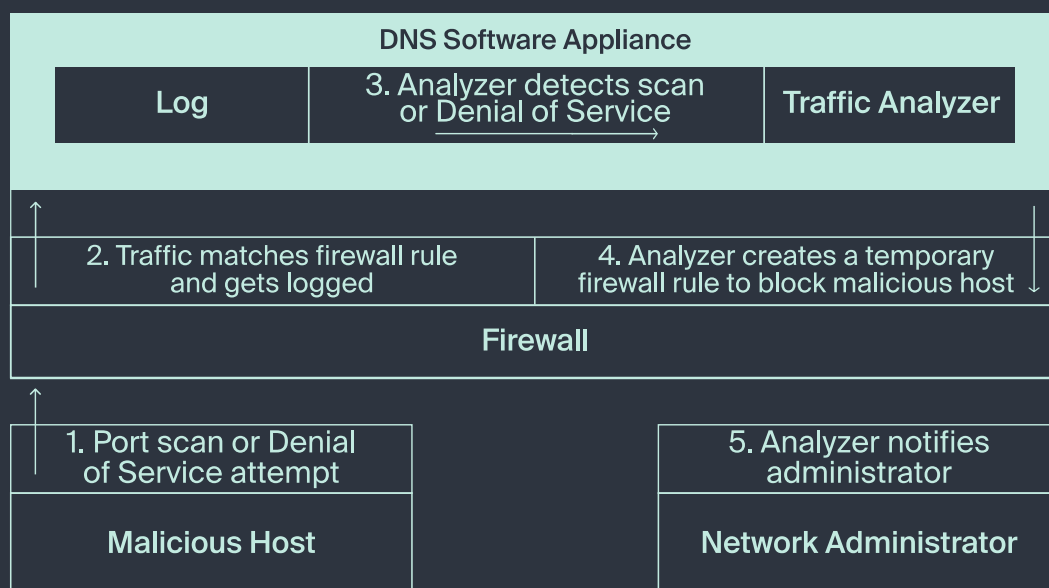 DNS Software Appliance
Log
3. Analyzer detects scan
or Denial of Service
Traffic Analyzer
2. Traffic matches firewall rule
and gets logged
4. Analyzer creates a temporary
firewall rule to block malicious host
Firewall
1. Port scan or Denial
of Service attempt
5. Analyzer notifies
administrator
Malicious Host
Network Administrator